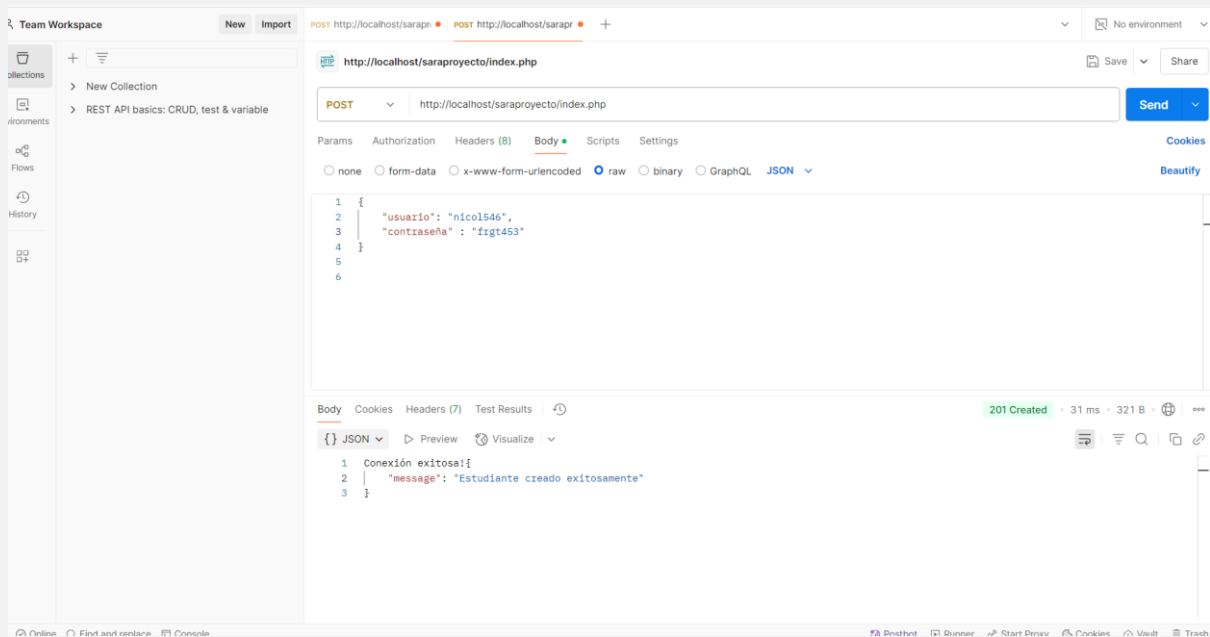 Team Workspace New Import POST http://localhost/sarapr POST http://localhost/sarapr No environment
http://localhost/saraproyecto/index.php Save Share
POST http://localhost/saraproyecto/index.php Send
Params Authorization Headers (8) Body Scripts Settings Cookies
none form-data x-www-form-urlencoded raw binary GraphQL JSON Beautify
ollections
vironments
Flows
History
New Collection
REST API basics: CRUD, test & variable
1 {
2 "usuario": "nicol546",
3 "contraseña" : "frgt453"
4 }
5
6
Body Cookies Headers (7) Test Results 201 Created 31 ms 321 B
{} JSON Preview Visualize
1 Conexión exitosa!{
2 "message": "Estudiante creado exitosamente"
3 }
Online Find and replace Console Postbot Runner Start Proxy Cookies Vault Trash